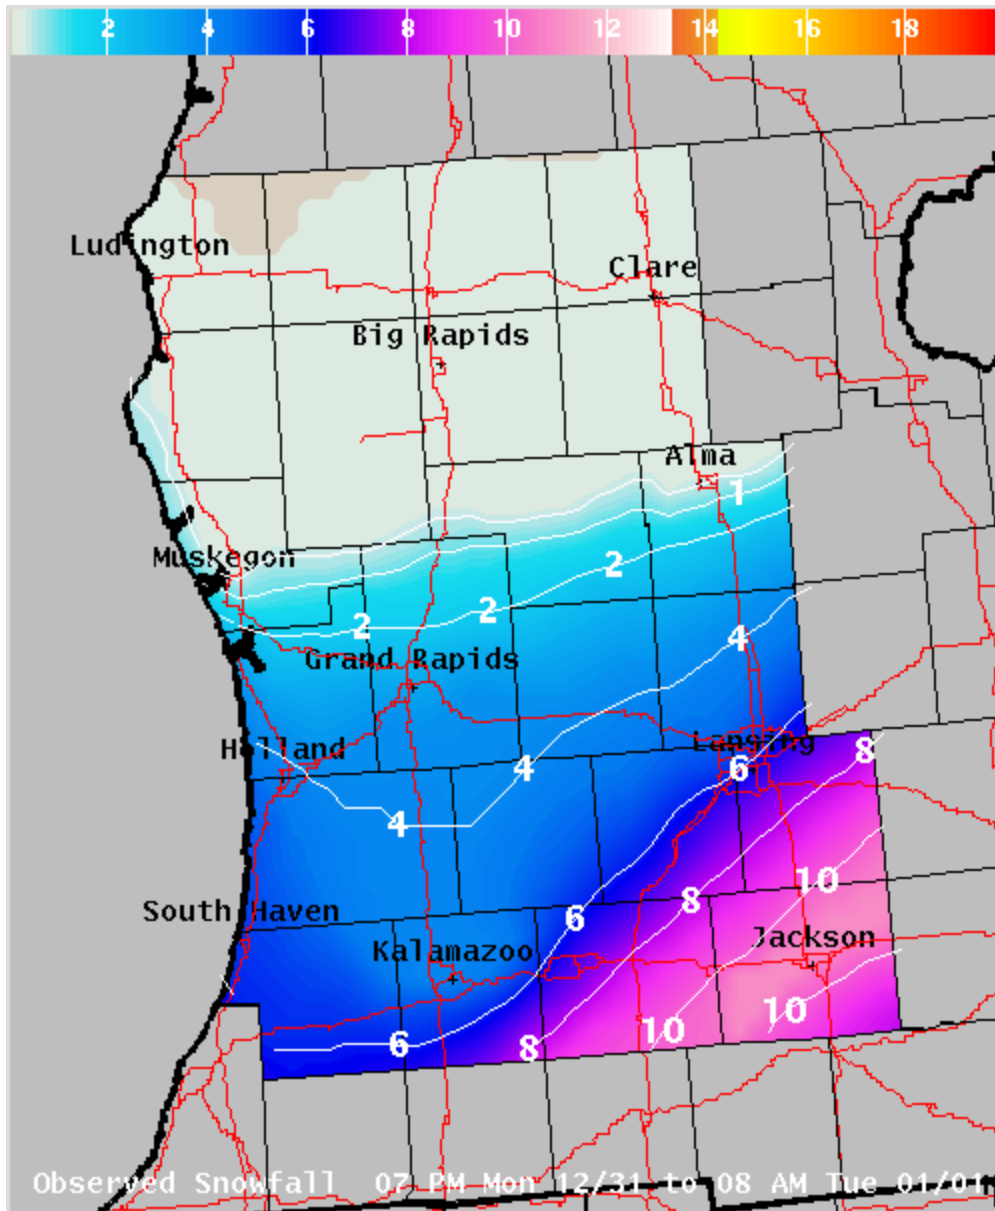 2 4 6 8 10 12 14 16 18
Ludington
Clare
Big Rapids
Alma
1
Muskegon
2
2
2
4
Grand Rapids
Lansing
Holland
8
6
4
4
10
8
South Haven
6
Jackson
Kalamazoo
10
10
6
8
Observed Snowfall 07 PM Mon 12/31 to 08 AM Tue 01/01